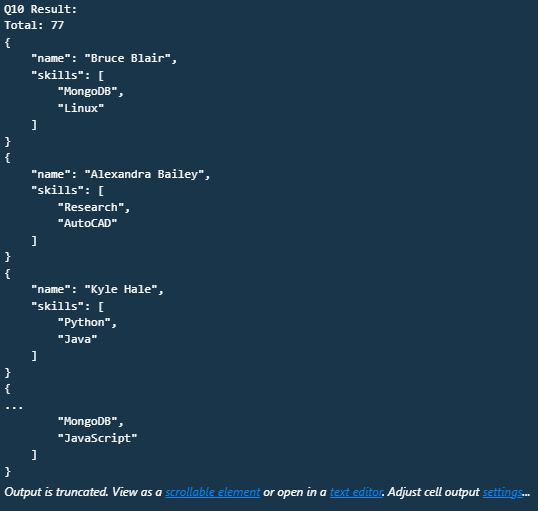 Q10 Result:
Total: 77
{
    "name": "Bruce Blair",
    "skills": [
        "MongoDB",
        "Linux"
    ]
}
{
    "name": "Alexandra Bailey",
    "skills": [
        "Research",
        "AutoCAD"
    ]
}
{
    "name": "Kyle Hale",
    "skills": [
        "Python",
        "Java"
    ]
}
{
...
        "MongoDB",
        "JavaScript"
    ]
}
Output is truncated. View as a scrollable element or open in a text editor. Adjust cell output settings...